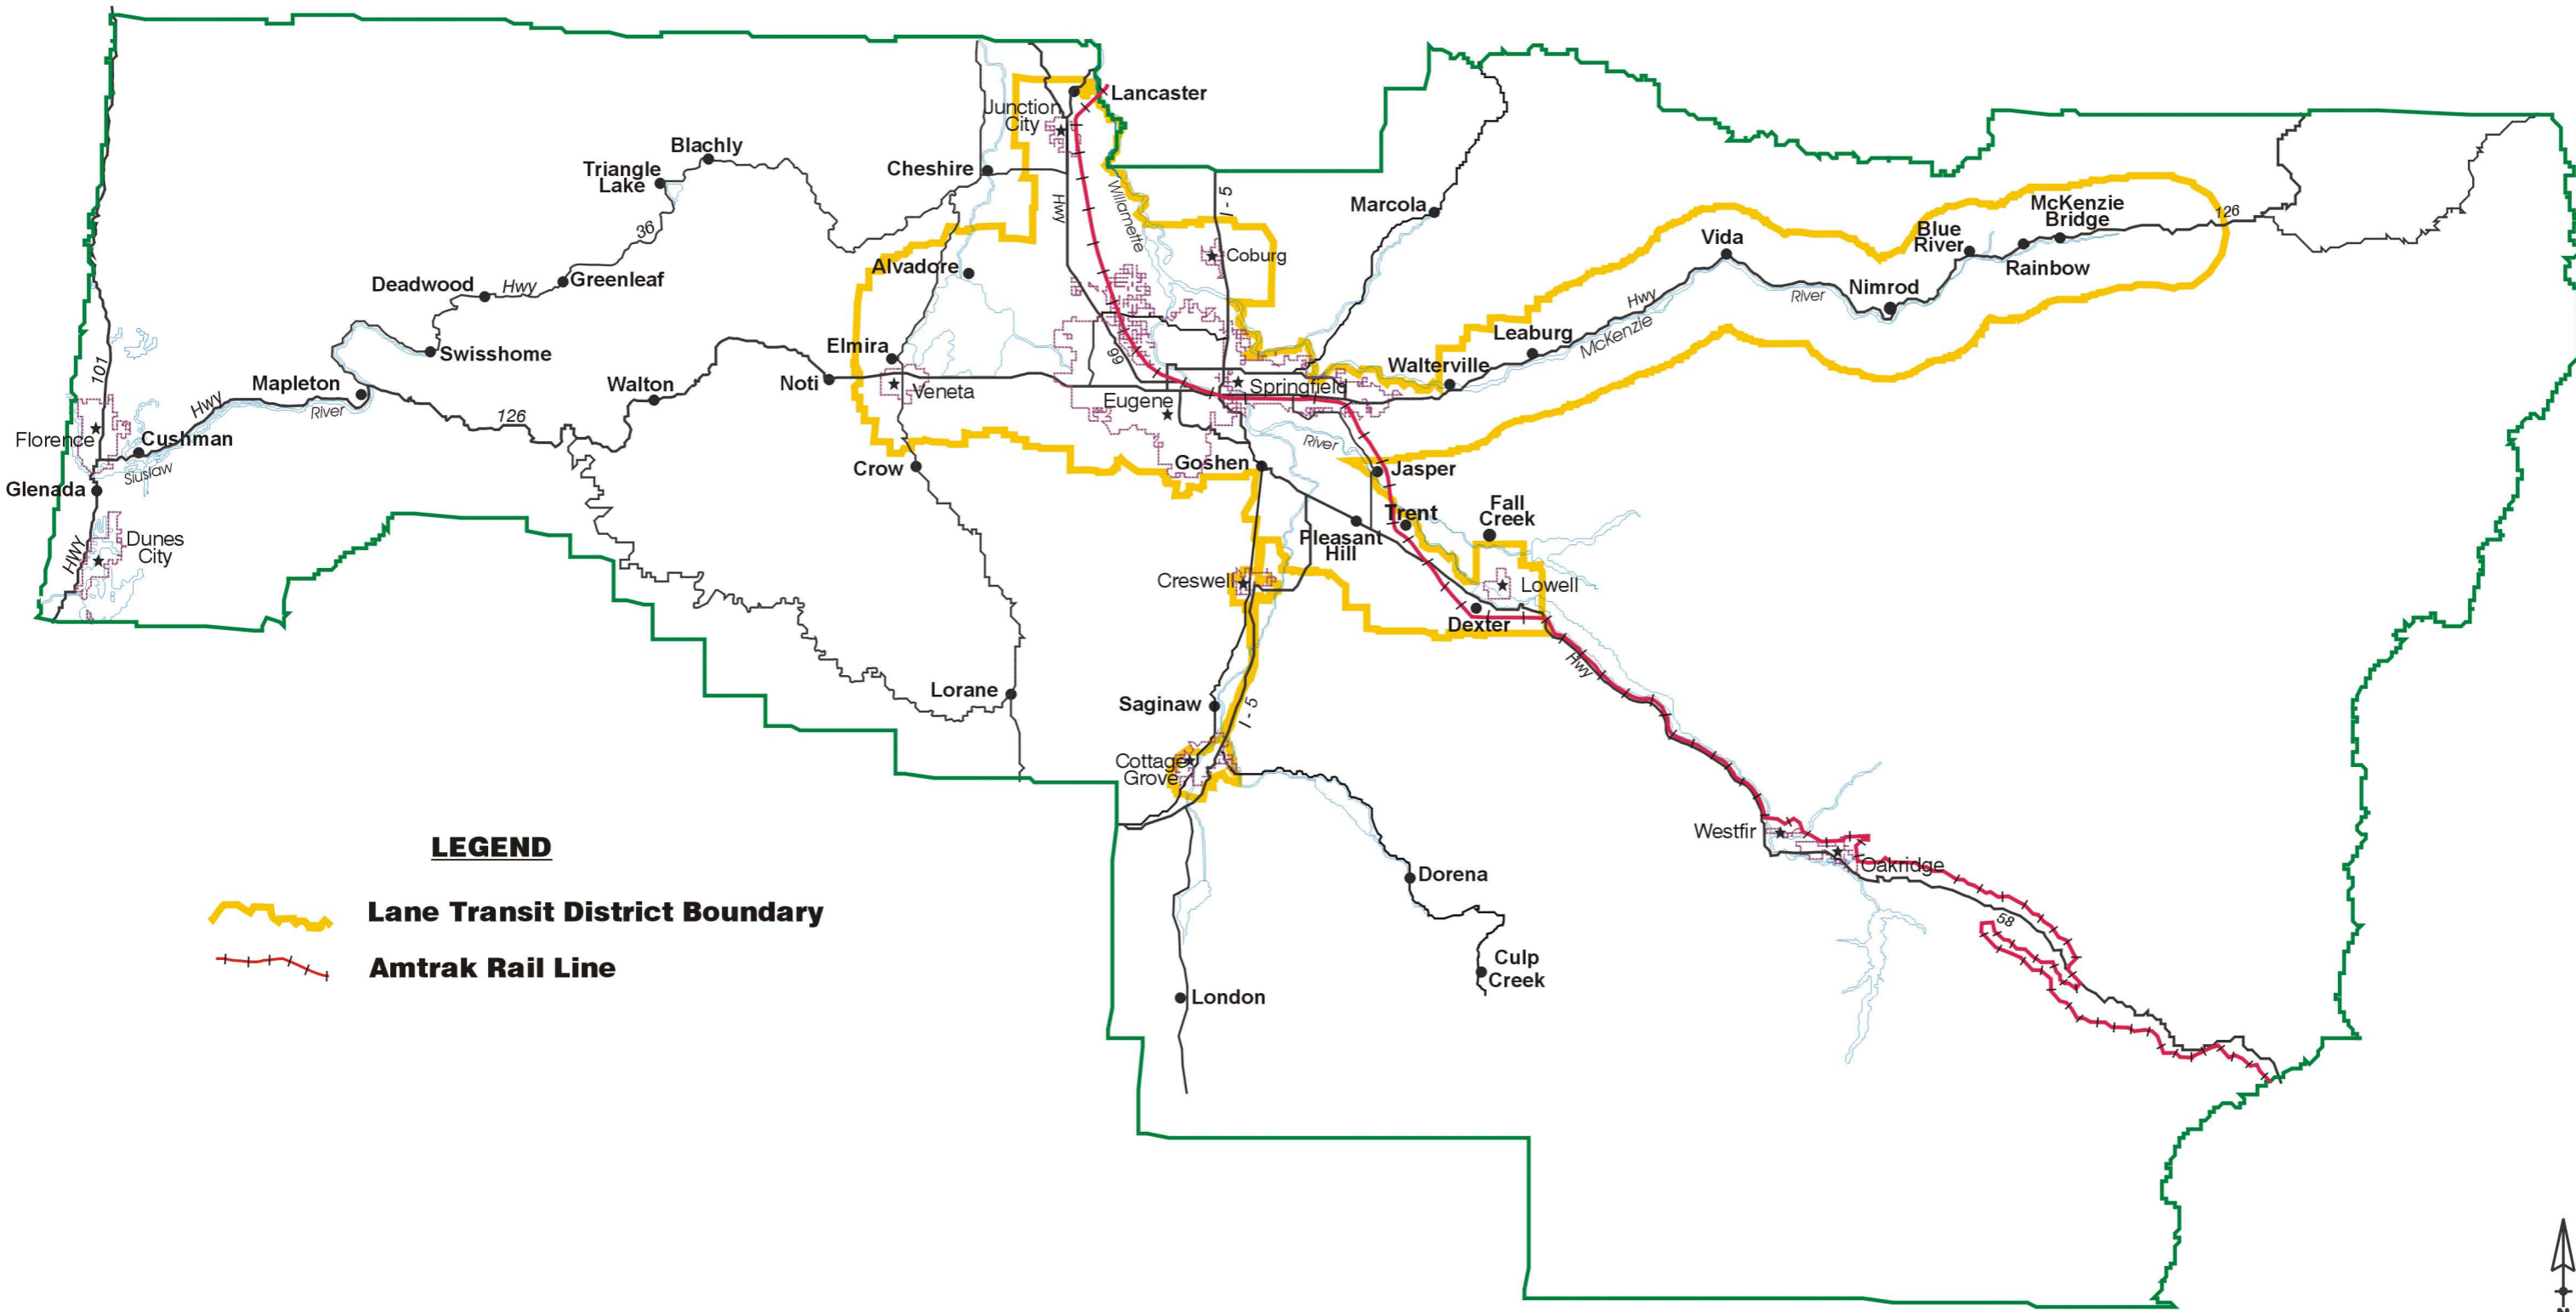 Lancaster
Junction
City
Blachly
Triangle
Lake
Cheshire
Hwy
Willamette
I - 5
Marcola
McKenzie
Bridge
126
36
Blue
River
Vida
Rainbow
Alvadore
Coburg
Deadwood
Hwy
Greenleaf
Hwy
River
Nimrod
Leaburg
McKenzie
Elmira
99
Swisshome
101
Walterville
Mapleton
Walton
Noti
Veneta
Springfield
Eugene
Hwy
River
126
Florence
Cushman
River
Goshen
Crow
Jasper
Siuslaw
Glenada
Fall
Creek
Trent
Pleasant
Hill
Dunes
City
HWY
Creswell
Lowell
Dexter
Hwy
Lorane
Saginaw
I - 5
Cottage
Grove
Westfir
LEGEND
Oakridge
Dorena
Lane Transit District Boundary
58
Culp
Creek
Amtrak Rail Line
London